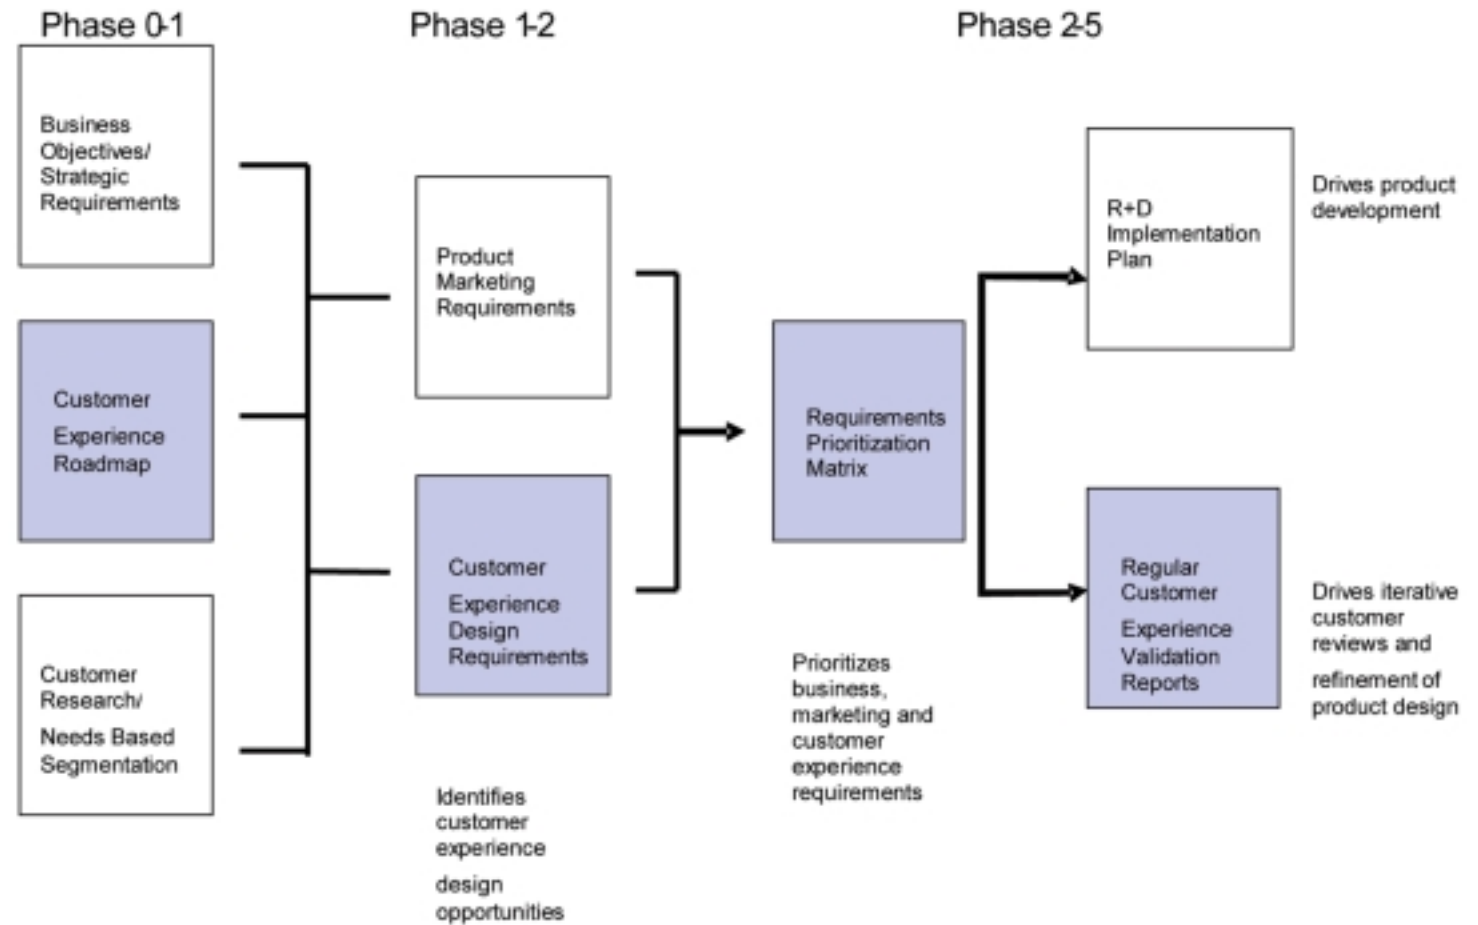 Phase 0-1
Phase 1-2
Phase 2-5
Business
Objectives/
Strategic
Requirements
Customer
Experience
Roadmap
Customer
Research/
Needs Based
Segmentation
Product
Marketing
Requirements
Customer
Experience
Design
Requirements
Identifies
customer
experience
design
opportunities
Requirements
Prioritization
Matrix
Prioritizes
business,
marketing and
customer
experience
requirements
R+D
Implementation
Plan
Drives product
development
Regular
Customer
Experience
Validation
Reports
Drives iterative
customer
reviews and
refinement of
product design